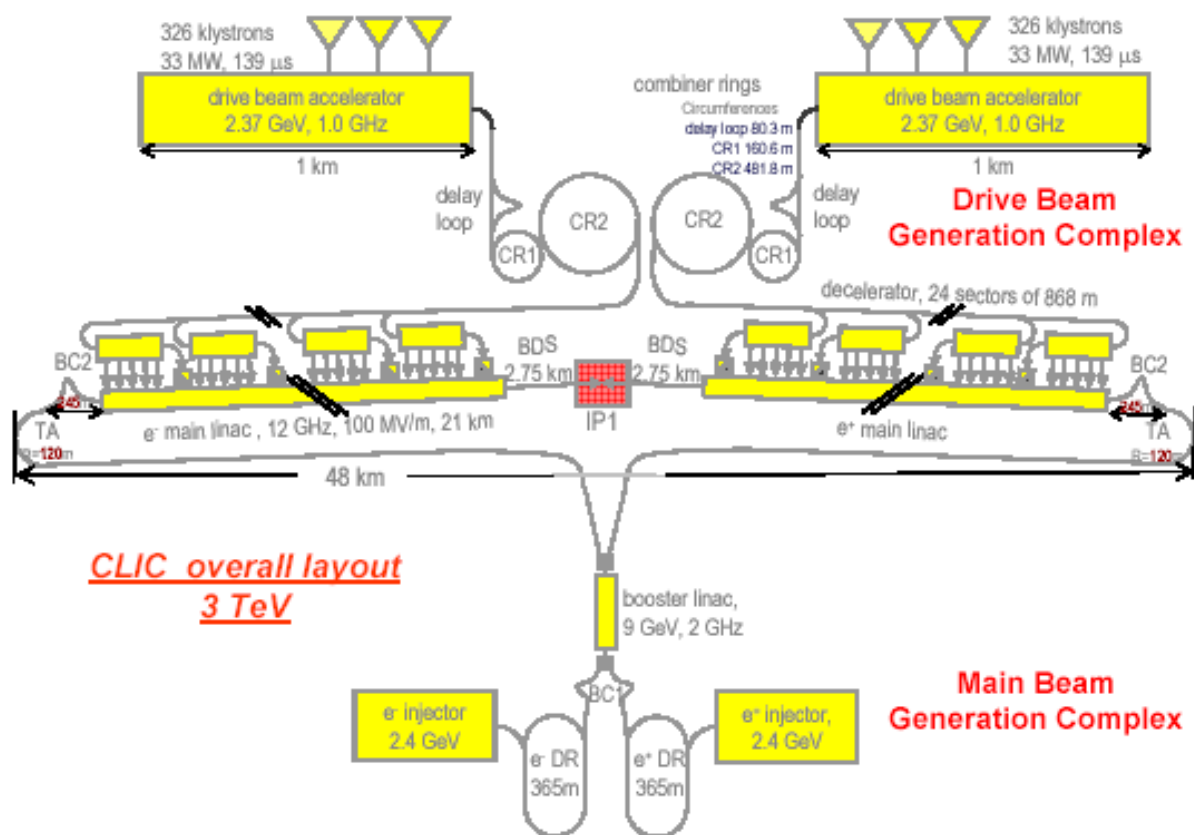 326 klystrons
33 MW, 139 μs
drive beam accelerator
2.37 GeV, 1.0 GHz
1 km
combiner rings
Circumferences
delay loop 80.3 m
CR1 160.6 m
CR2 481.8 m
326 klystrons
33 MW, 139 μs
drive beam accelerator
2.37 GeV, 1.0 GHz
1 km
delay
loop
CR2
CR1
CR2
CR1
delay
loop
Drive Beam
Generation Complex
decelerator, 24 sectors of 868 m
BC2
245m
TA
R=120m
BDS
2.75 km
IP1
BDS
2.75 km
BC2
245m
TA
R=120m
e⁻ main linac , 12 GHz, 100 MV/m, 21 km
e⁺ main linac
48 km
CLIC overall layout
3 TeV
booster linac,
9 GeV, 2 GHz
BC1
e⁻ injector
2.4 GeV
e⁻ DR
365m
e⁺ DR
365m
e⁺ injector,
2.4 GeV
Main Beam
Generation Complex